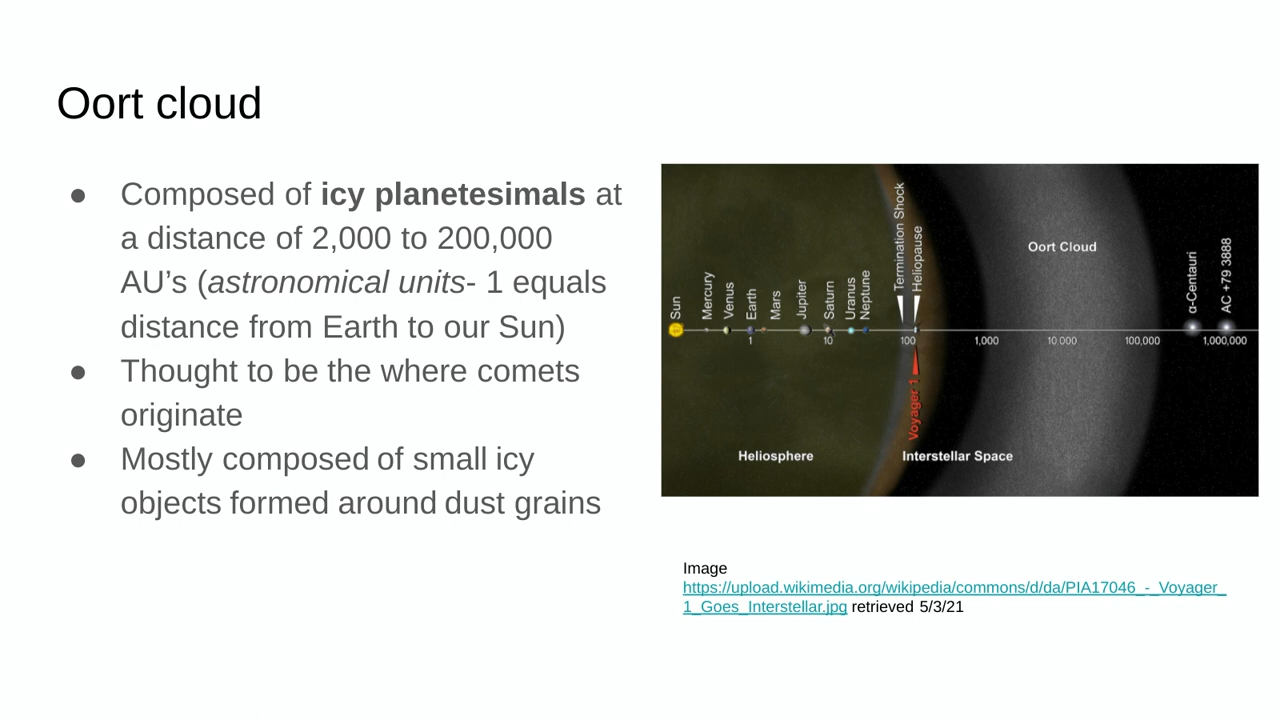 Oort cloud
● Composed of icy planetesimals at
a distance of 2,000 to 200,000
AU’s (astronomical units- 1 equals
distance from Earth to our Sun)
● Thought to be the where comets
originate
● Mostly composed of small icy
objects formed around dust grains
Sun
Mercury
Venus
Earth
Mars
Jupiter
Saturn
Uranus
Neptune
Termination Shock
Heliopause
Oort Cloud
α-Centauri
AC +79 3888
1
10
100
1,000
10,000
100,000
1,000,000
Voyager 1
Heliosphere
Interstellar Space
Image
https://upload.wikimedia.org/wikipedia/commons/d/da/PIA17046_-_Voyager_
1_Goes_Interstellar.jpg retrieved 5/3/21